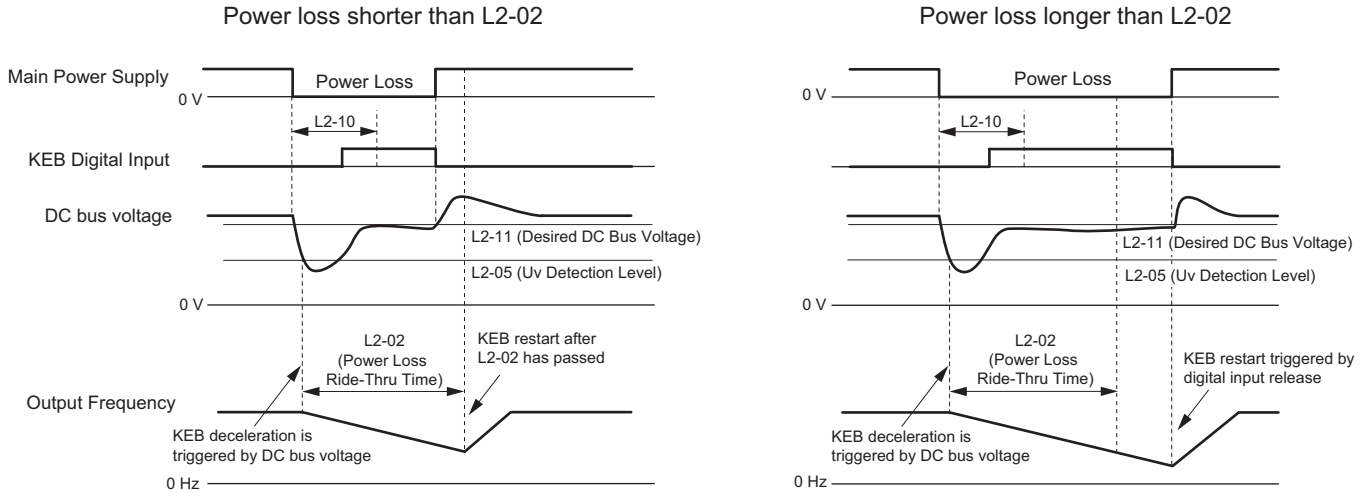 Power loss shorter than L2-02
Main Power Supply
Power Loss
0 V
L2-10
KEB Digital Input
DC bus voltage
L2-11 (Desired DC Bus Voltage)
L2-05 (Uv Detection Level)
0 V
L2-02
(Power Loss
Ride-Thru Time)
KEB restart after
L2-02 has passed
Output Frequency
KEB deceleration is
triggered by DC bus voltage
0 Hz
Power loss longer than L2-02
Power Loss
0 V
L2-10
L2-11 (Desired DC Bus Voltage)
L2-05 (Uv Detection Level)
0 V
L2-02
(Power Loss
Ride-Thru Time)
KEB restart triggered by
digital input release
KEB deceleration is
triggered by DC bus voltage
0 Hz